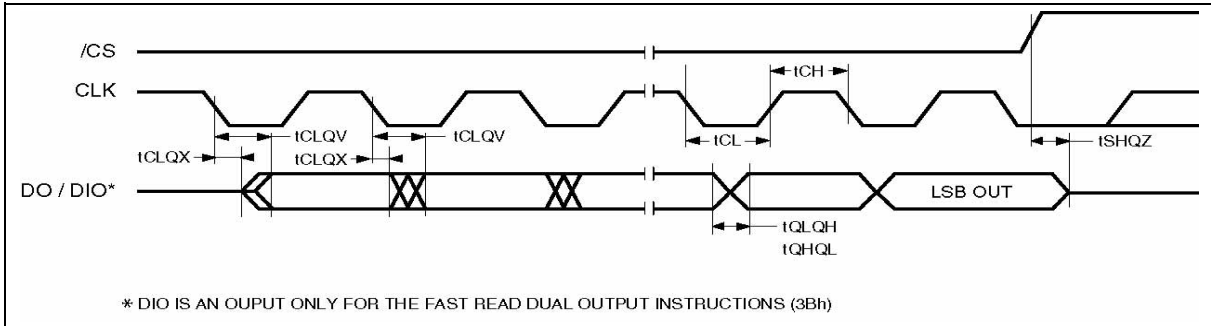 /CS
CLK
tCH
tCLQV
tCLQV
tCL
tSHQZ
tCLQX
tCLQX
DO / DIO*
LSB OUT
tQLQH
tQHQL
* DIO IS AN OUPUT ONLY FOR THE FAST READ DUAL OUTPUT INSTRUCTIONS (3Bh)